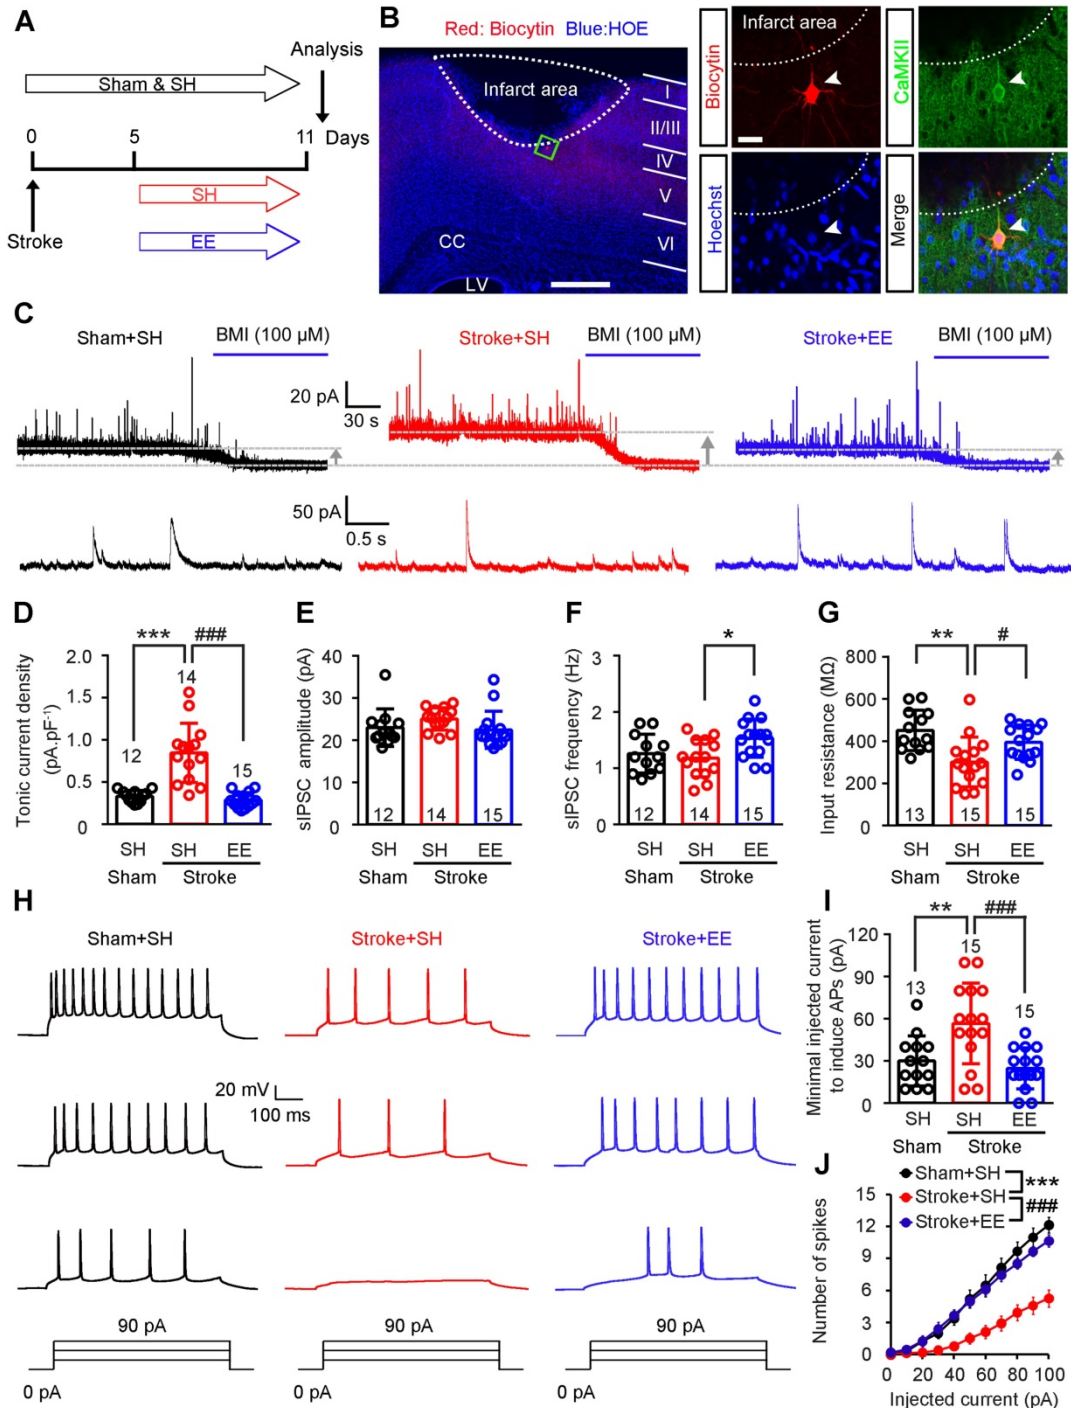 A
Analysis
Sham & SH
0
5
11
Days
SH
Stroke
EE
B
Red: Biocytin Blue:HOE
Infarct area
I
II/III
IV
V
VI
CC
LV
Biocytin
Infarct area
CaMKII
Hoechst
Merge
C
Sham+SH
BMI (100 μM)
Stroke+SH
BMI (100 μM)
Stroke+EE
BMI (100 μM)
20 pA
30 s
50 pA
0.5 s
D
Tonic current density
(pA.pF⁻¹)
2.0
1.5
1.0
0.5
0
***
###
12
14
15
SH SH EE
Sham Stroke
E
sIPSC amplitude (pA)
40
30
20
10
0
12 14 15
SH SH EE
Sham Stroke
F
sIPSC frequency (Hz)
3
2
1
0
*
12 14 15
SH SH EE
Sham Stroke
G
Input resistance (MΩ)
800
600
400
200
0
**
#
13 15 15
SH SH EE
Sham Stroke
H
Sham+SH
Stroke+SH
Stroke+EE
20 mV
100 ms
90 pA
0 pA
90 pA
0 pA
90 pA
0 pA
I
Minimal injected current
to induce APs (pA)
120
90
60
30
0
**
###
13
15
15
SH SH EE
Sham Stroke
J
Sham+SH
Stroke+SH
Stroke+EE
***
###
Number of spikes
15
12
9
6
3
0
0 20 40 60 80 100
Injected current (pA)